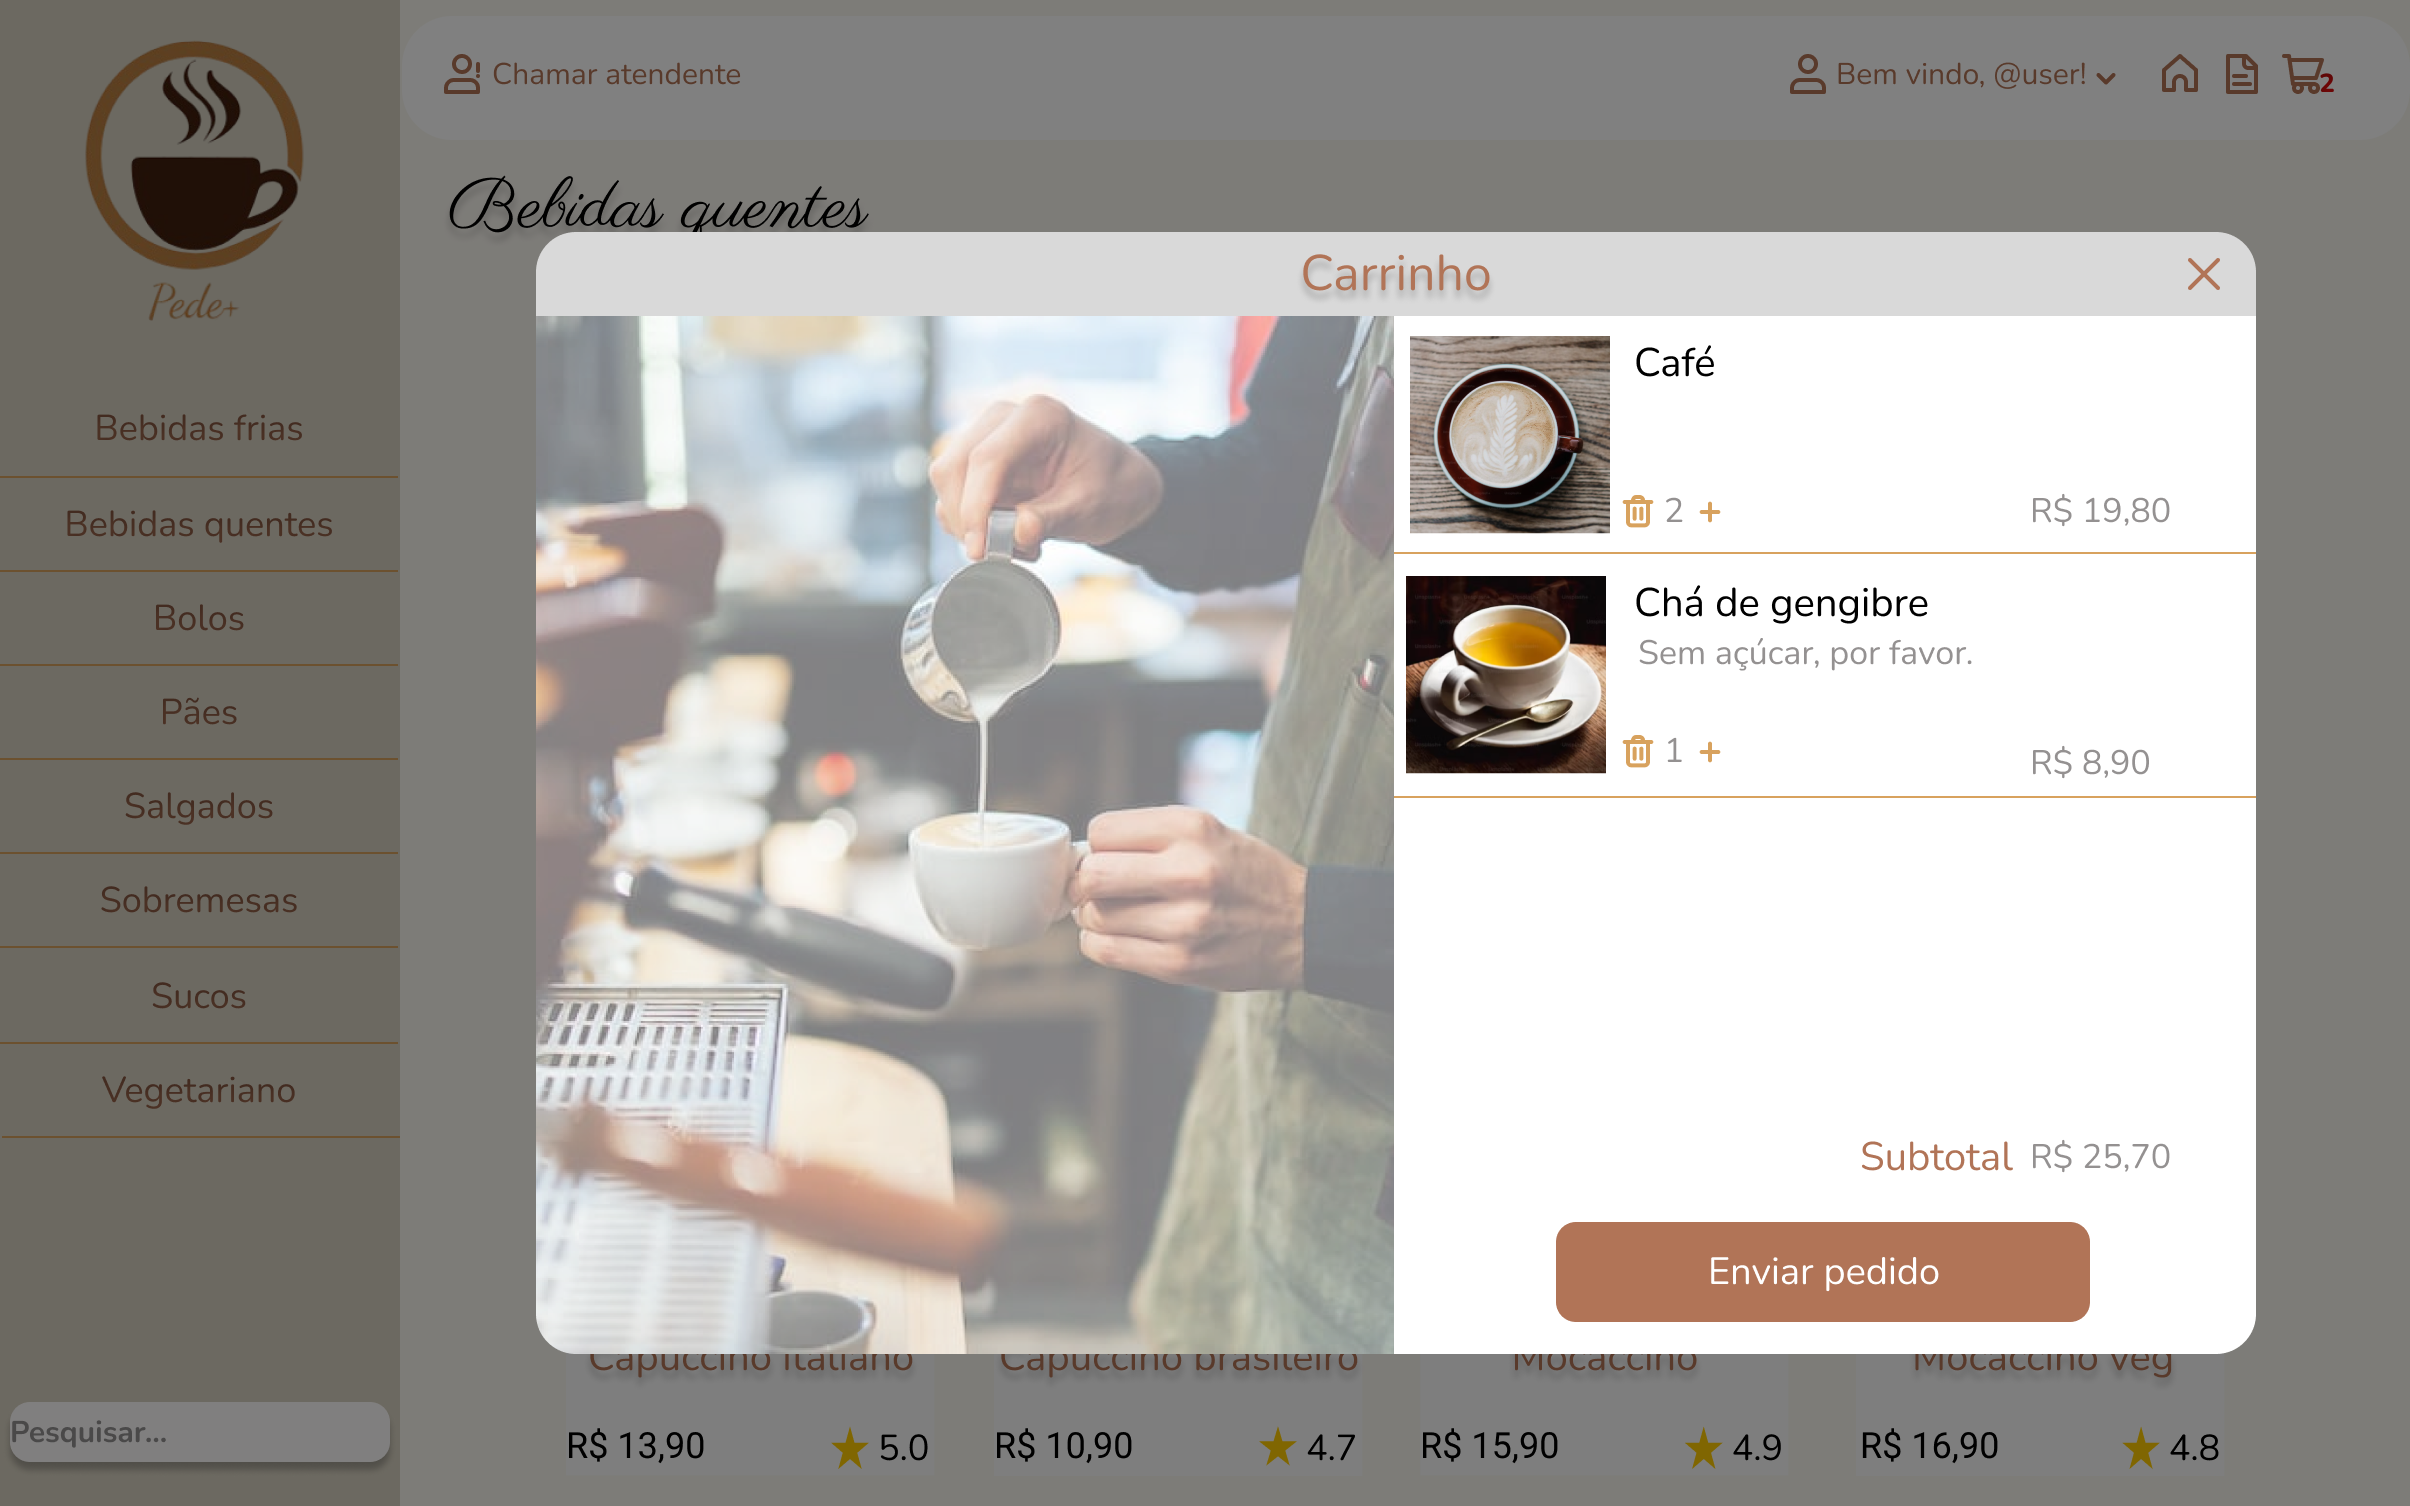 Pede+
Bebidas frias
Bebidas quentes
Bolos
Pães
Salgados
Sobremesas
Sucos
Vegetariano
Pesquisar...
Chamar atendente
Bem vindo, @user!
2
Bebidas quentes
Carrinho
Café
2 +
R$ 19,80
Chá de gengibre
Sem açúcar, por favor.
1 +
R$ 8,90
Subtotal R$ 25,70
Enviar pedido
Capuccino italiano
Capuccino brasileiro
Mocaccino
Mocaccino veg
R$ 13,90 5.0
R$ 10,90 4.7
R$ 15,90 4.9
R$ 16,90 4.8